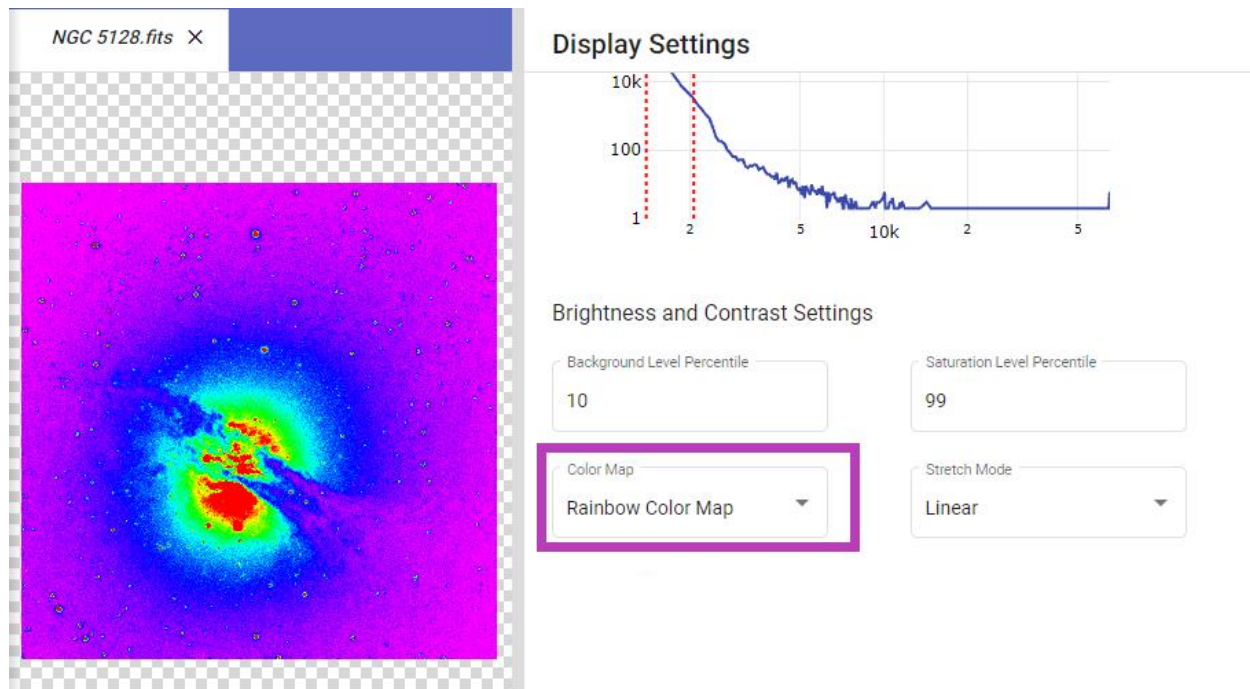 NGC 5128.fits ×
Display Settings
10k
100
1
2 5 10k 2 5
Brightness and Contrast Settings
Background Level Percentile
10
Saturation Level Percentile
99
Color Map
Rainbow Color Map
Stretch Mode
Linear